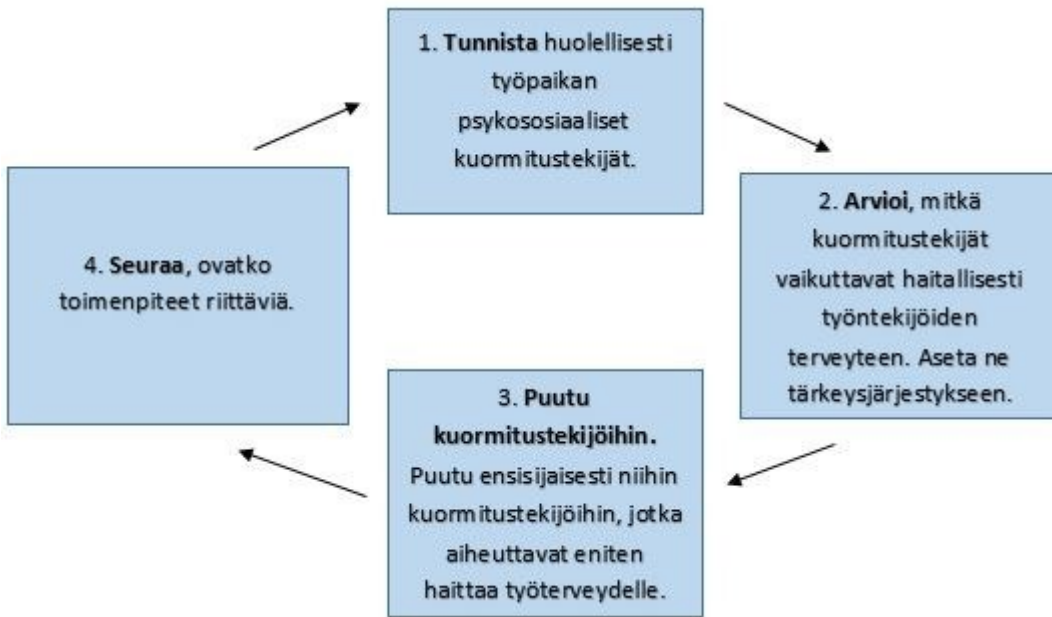 1. Tunnista huolellisesti
työpaikan
psykososiaaliset
kuormitustekijät.
2. Arvioi, mitkä
kuormitustekijät
vaikuttavat haitallisesti
työntekijöiden
terveyteen. Aseta ne
tärkeysjärjestykseen.
3. Puutu
kuormitustekijöihin.
Puutu ensisijaisesti niihin
kuormitustekijöihin, jotka
aiheuttavat eniten
haittaa työterveydelle.
4. Seuraa, ovatko
toimenpiteet riittäviä.